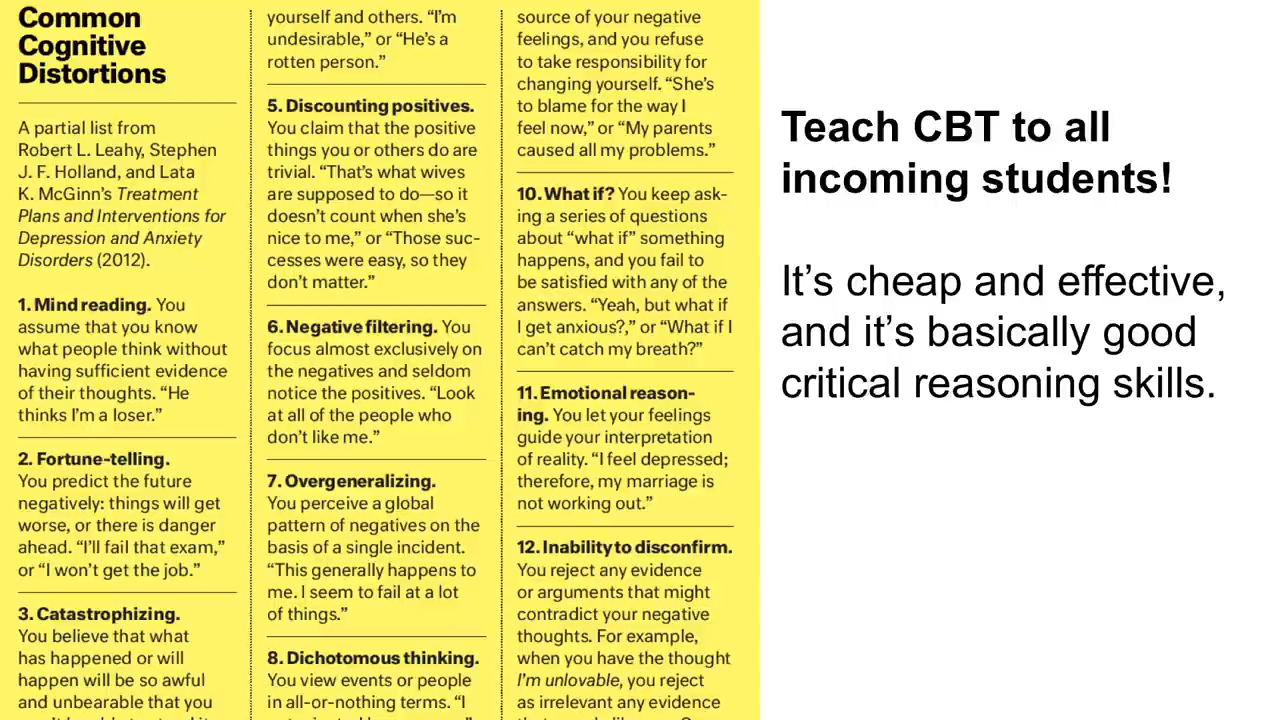 Common
Cognitive
Distortions
A partial list from
Robert L. Leahy, Stephen
J. F. Holland, and Lata
K. McGinn’s Treatment
Plans and Interventions for
Depression and Anxiety
Disorders (2012).
1. Mind reading. You
assume that you know
what people think without
having sufficient evidence
of their thoughts. “He
thinks I’m a loser.”
2. Fortune-telling.
You predict the future
negatively: things will get
worse, or there is danger
ahead. “I’ll fail that exam,”
or “I won’t get the job.”
3. Catastrophizing.
You believe that what
has happened or will
happen will be so awful
and unbearable that you
yourself and others. “I’m
undesirable,” or “He’s a
rotten person.”
5. Discounting positives.
You claim that the positive
things you or others do are
trivial. “That’s what wives
are supposed to do—so it
doesn’t count when she’s
nice to me,” or “Those suc-
cesses were easy, so they
don’t matter.”
6. Negative filtering. You
focus almost exclusively on
the negatives and seldom
notice the positives. “Look
at all of the people who
don’t like me.”
7. Overgeneralizing.
You perceive a global
pattern of negatives on the
basis of a single incident.
“This generally happens to
me. I seem to fail at a lot
of things.”
8. Dichotomous thinking.
You view events or people
in all-or-nothing terms. “I
source of your negative
feelings, and you refuse
to take responsibility for
changing yourself. “She’s
to blame for the way I
feel now,” or “My parents
caused all my problems.”
10. What if? You keep ask-
ing a series of questions
about “what if” something
happens, and you fail to
be satisfied with any of the
answers. “Yeah, but what if
I get anxious?,” or “What if I
can’t catch my breath?”
11. Emotional reason-
ing. You let your feelings
guide your interpretation
of reality. “I feel depressed;
therefore, my marriage is
not working out.”
12. Inability to disconfirm.
You reject any evidence
or arguments that might
contradict your negative
thoughts. For example,
when you have the thought
I’m unlovable, you reject
as irrelevant any evidence
Teach CBT to all
incoming students!
It’s cheap and effective,
and it’s basically good
critical reasoning skills.